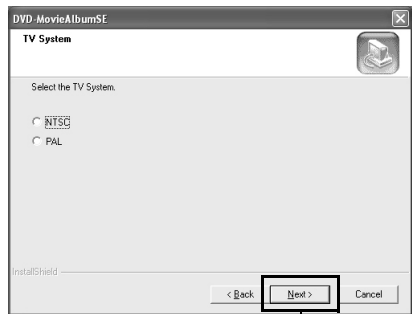 DVD-MovieAlbumSE
TV System
Select the TV System.
NTSC
PAL
InstallShield
< Back Next > Cancel